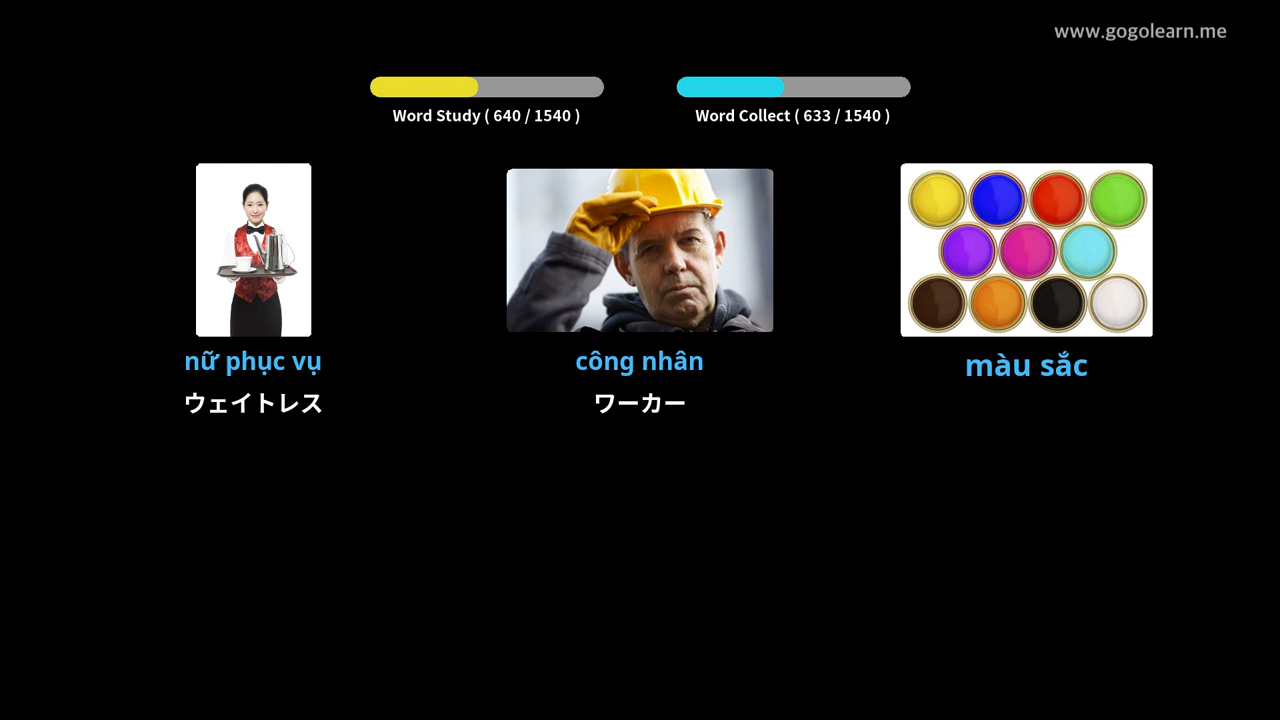 www.gogolearn.me
Word Study ( 640 / 1540 )
Word Collect ( 633 / 1540 )
nữ phục vụ
ウェイトレス
công nhân
ワーカー
màu sắc